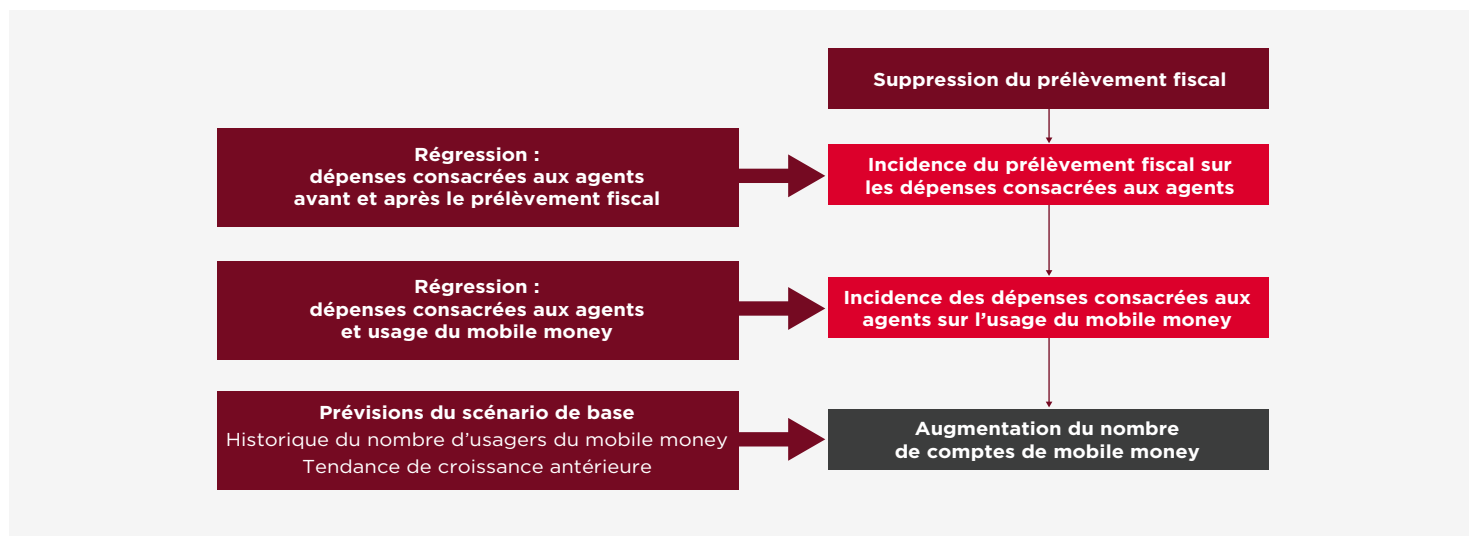 Suppression du prélèvement fiscal
Régression :
dépenses consacrées aux agents
avant et après le prélèvement fiscal
Incidence du prélèvement fiscal sur
les dépenses consacrées aux agents
Régression :
dépenses consacrées aux agents
et usage du mobile money
Incidence des dépenses consacrées aux
agents sur l’usage du mobile money
Prévisions du scénario de base
Historique du nombre d’usagers du mobile money
Tendance de croissance antérieure
Augmentation du nombre
de comptes de mobile money